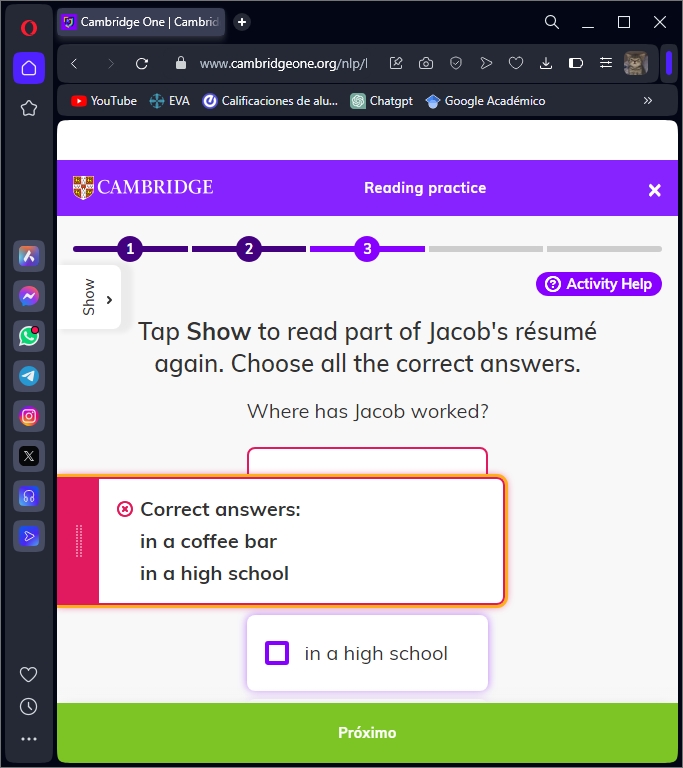 Cambridge One | Cambrid
www.cambridgeone.org/nlp/l
YouTube
EVA
Calificaciones de alu...
Chatgpt
Google Académico
CAMBRIDGE
Reading practice
1
2
3
Show
Activity Help
Tap Show to read part of Jacob's résumé
again. Choose all the correct answers.
Where has Jacob worked?
Correct answers:
in a coffee bar
in a high school
in a high school
Próximo